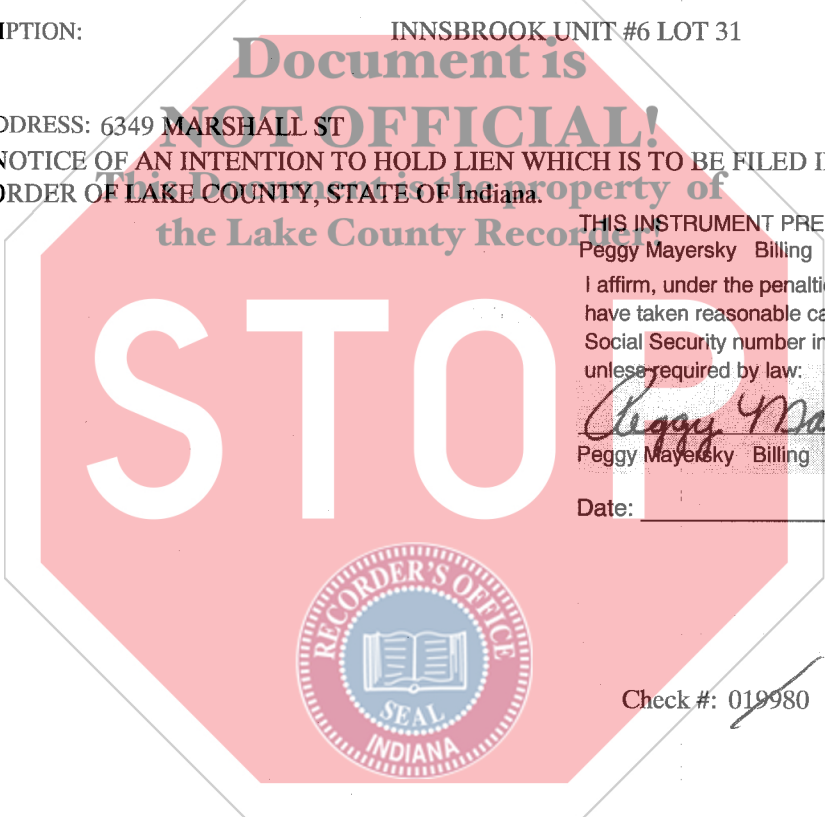 IPTION: INNSBROOK UNIT #6 LOT 31
Document is
NOT OFFICIAL!
DDRESS: 6349 MARSHALL ST
NOTICE OF AN INTENTION TO HOLD LIEN WHICH IS TO BE FILED I
ORDER OF LAKE COUNTY, STATE OF Indiana.
This Document is the property of
the Lake County Recorder!
THIS INSTRUMENT PRE
Peggy Mayersky Billing
I affirm, under the penalti
have taken reasonable ca
Social Security number in
unless required by law:
Peggy Ma
Peggy Mayersky Billing
Date:
STOP
RECORDER'S OFFICE
SEAL
INDIANA
Check #: 019980